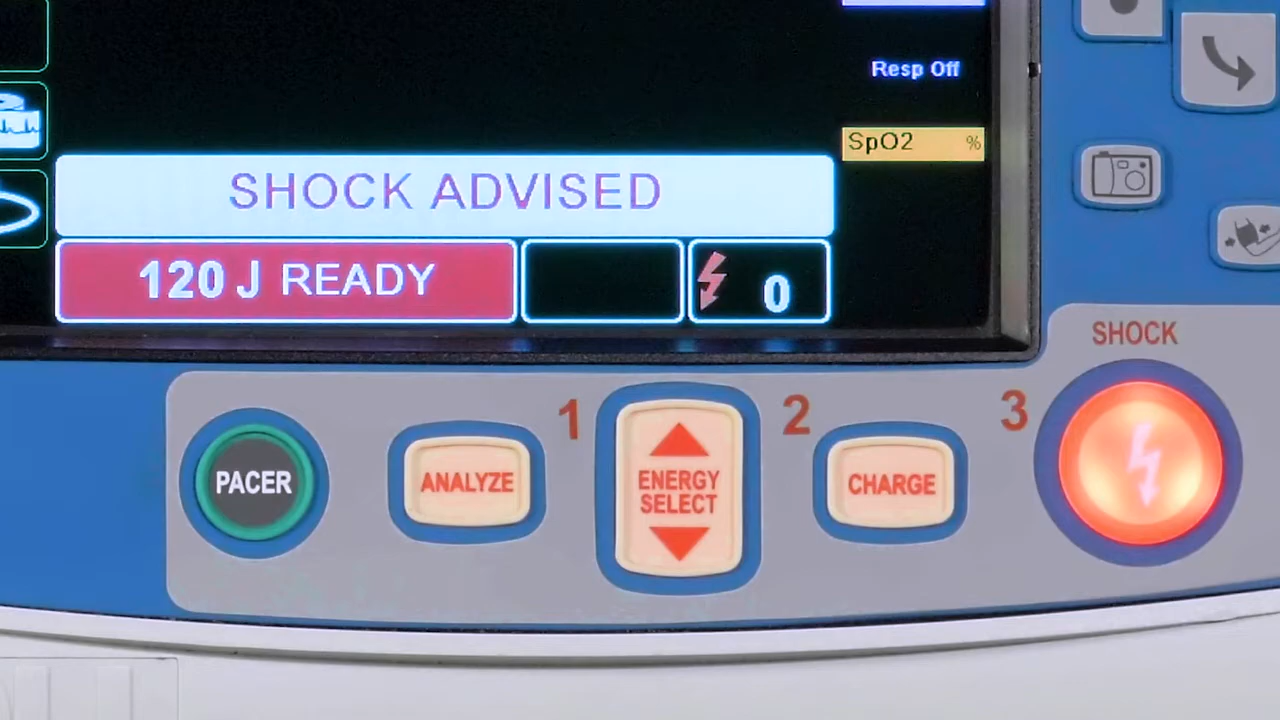 Resp Off
SpO2 %
SHOCK ADVISED
120 J READY
0
SHOCK
1
2
3
PACER
ANALYZE
ENERGY
SELECT
CHARGE